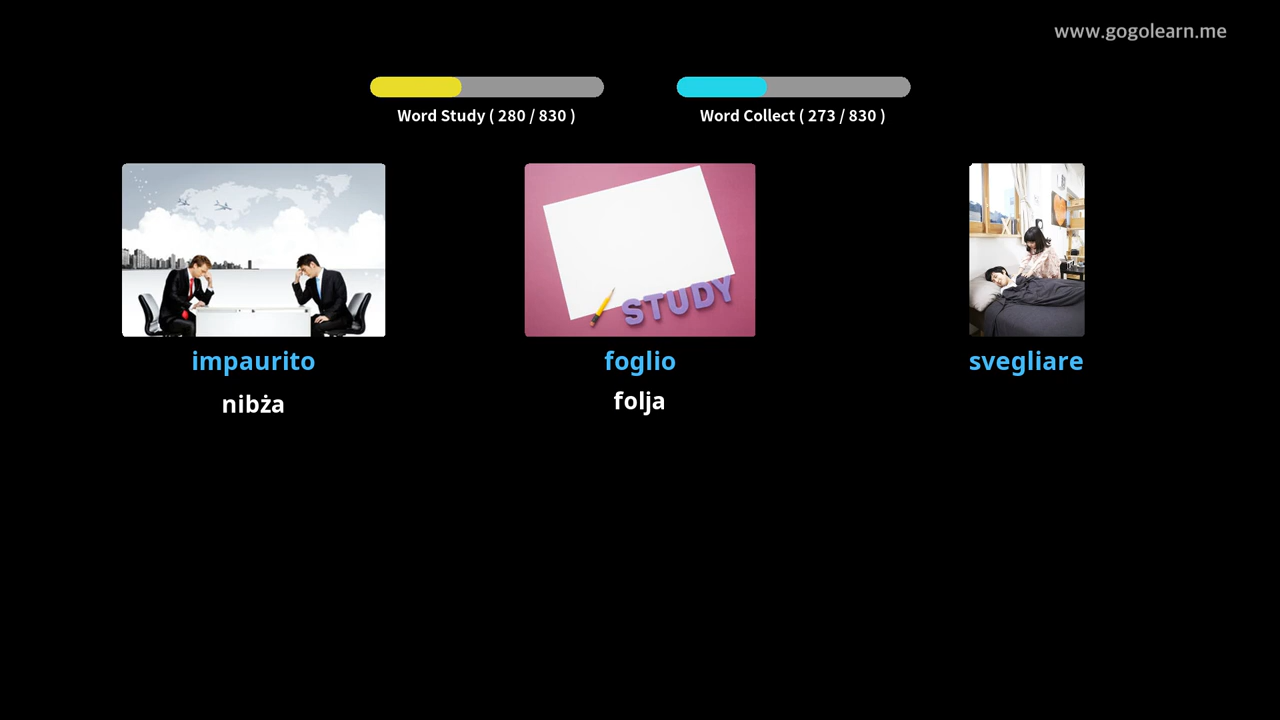 www.gogolearn.me
Word Study ( 280 / 830 )
Word Collect ( 273 / 830 )
STUDY
impaurito
foglio
svegliare
nibża
folja